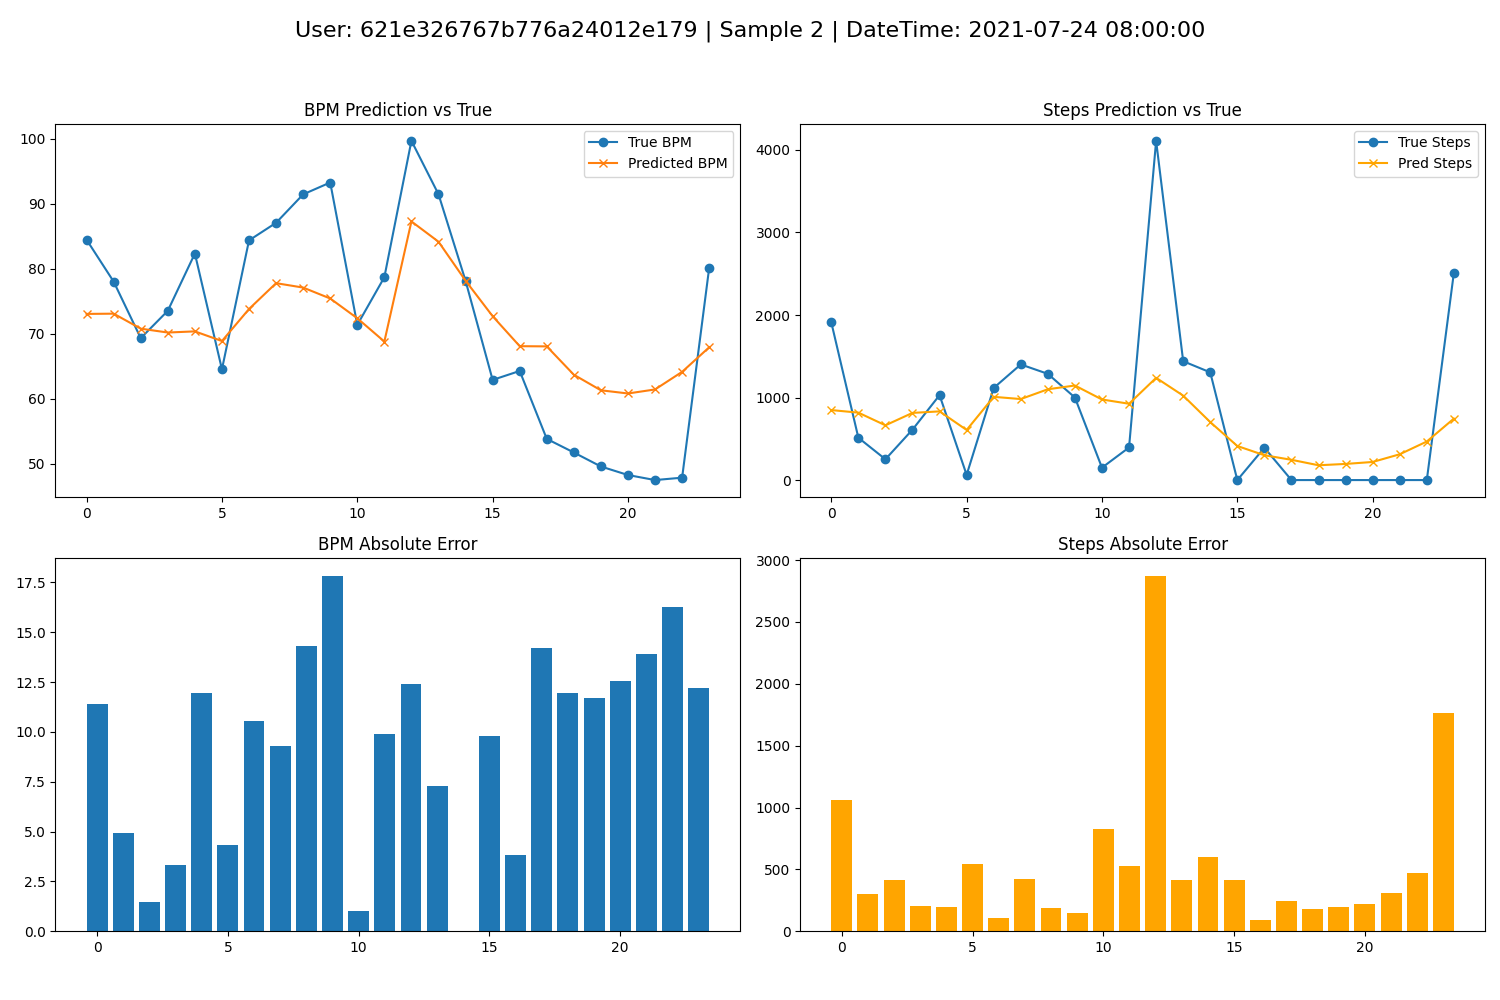 User: 621e326767b776a24012e179 | Sample 2 | DateTime: 2021-07-24 08:00:00
BPM Prediction vs True
100
90
80
70
60
50
0 5 10 15 20
True BPM
Predicted BPM
Steps Prediction vs True
4000
3000
2000
1000
0
0 5 10 15 20
True Steps
Pred Steps
BPM Absolute Error
17.5
15.0
12.5
10.0
7.5
5.0
2.5
0.0
0 5 10 15 20
Steps Absolute Error
3000
2500
2000
1500
1000
500
0
0 5 10 15 20